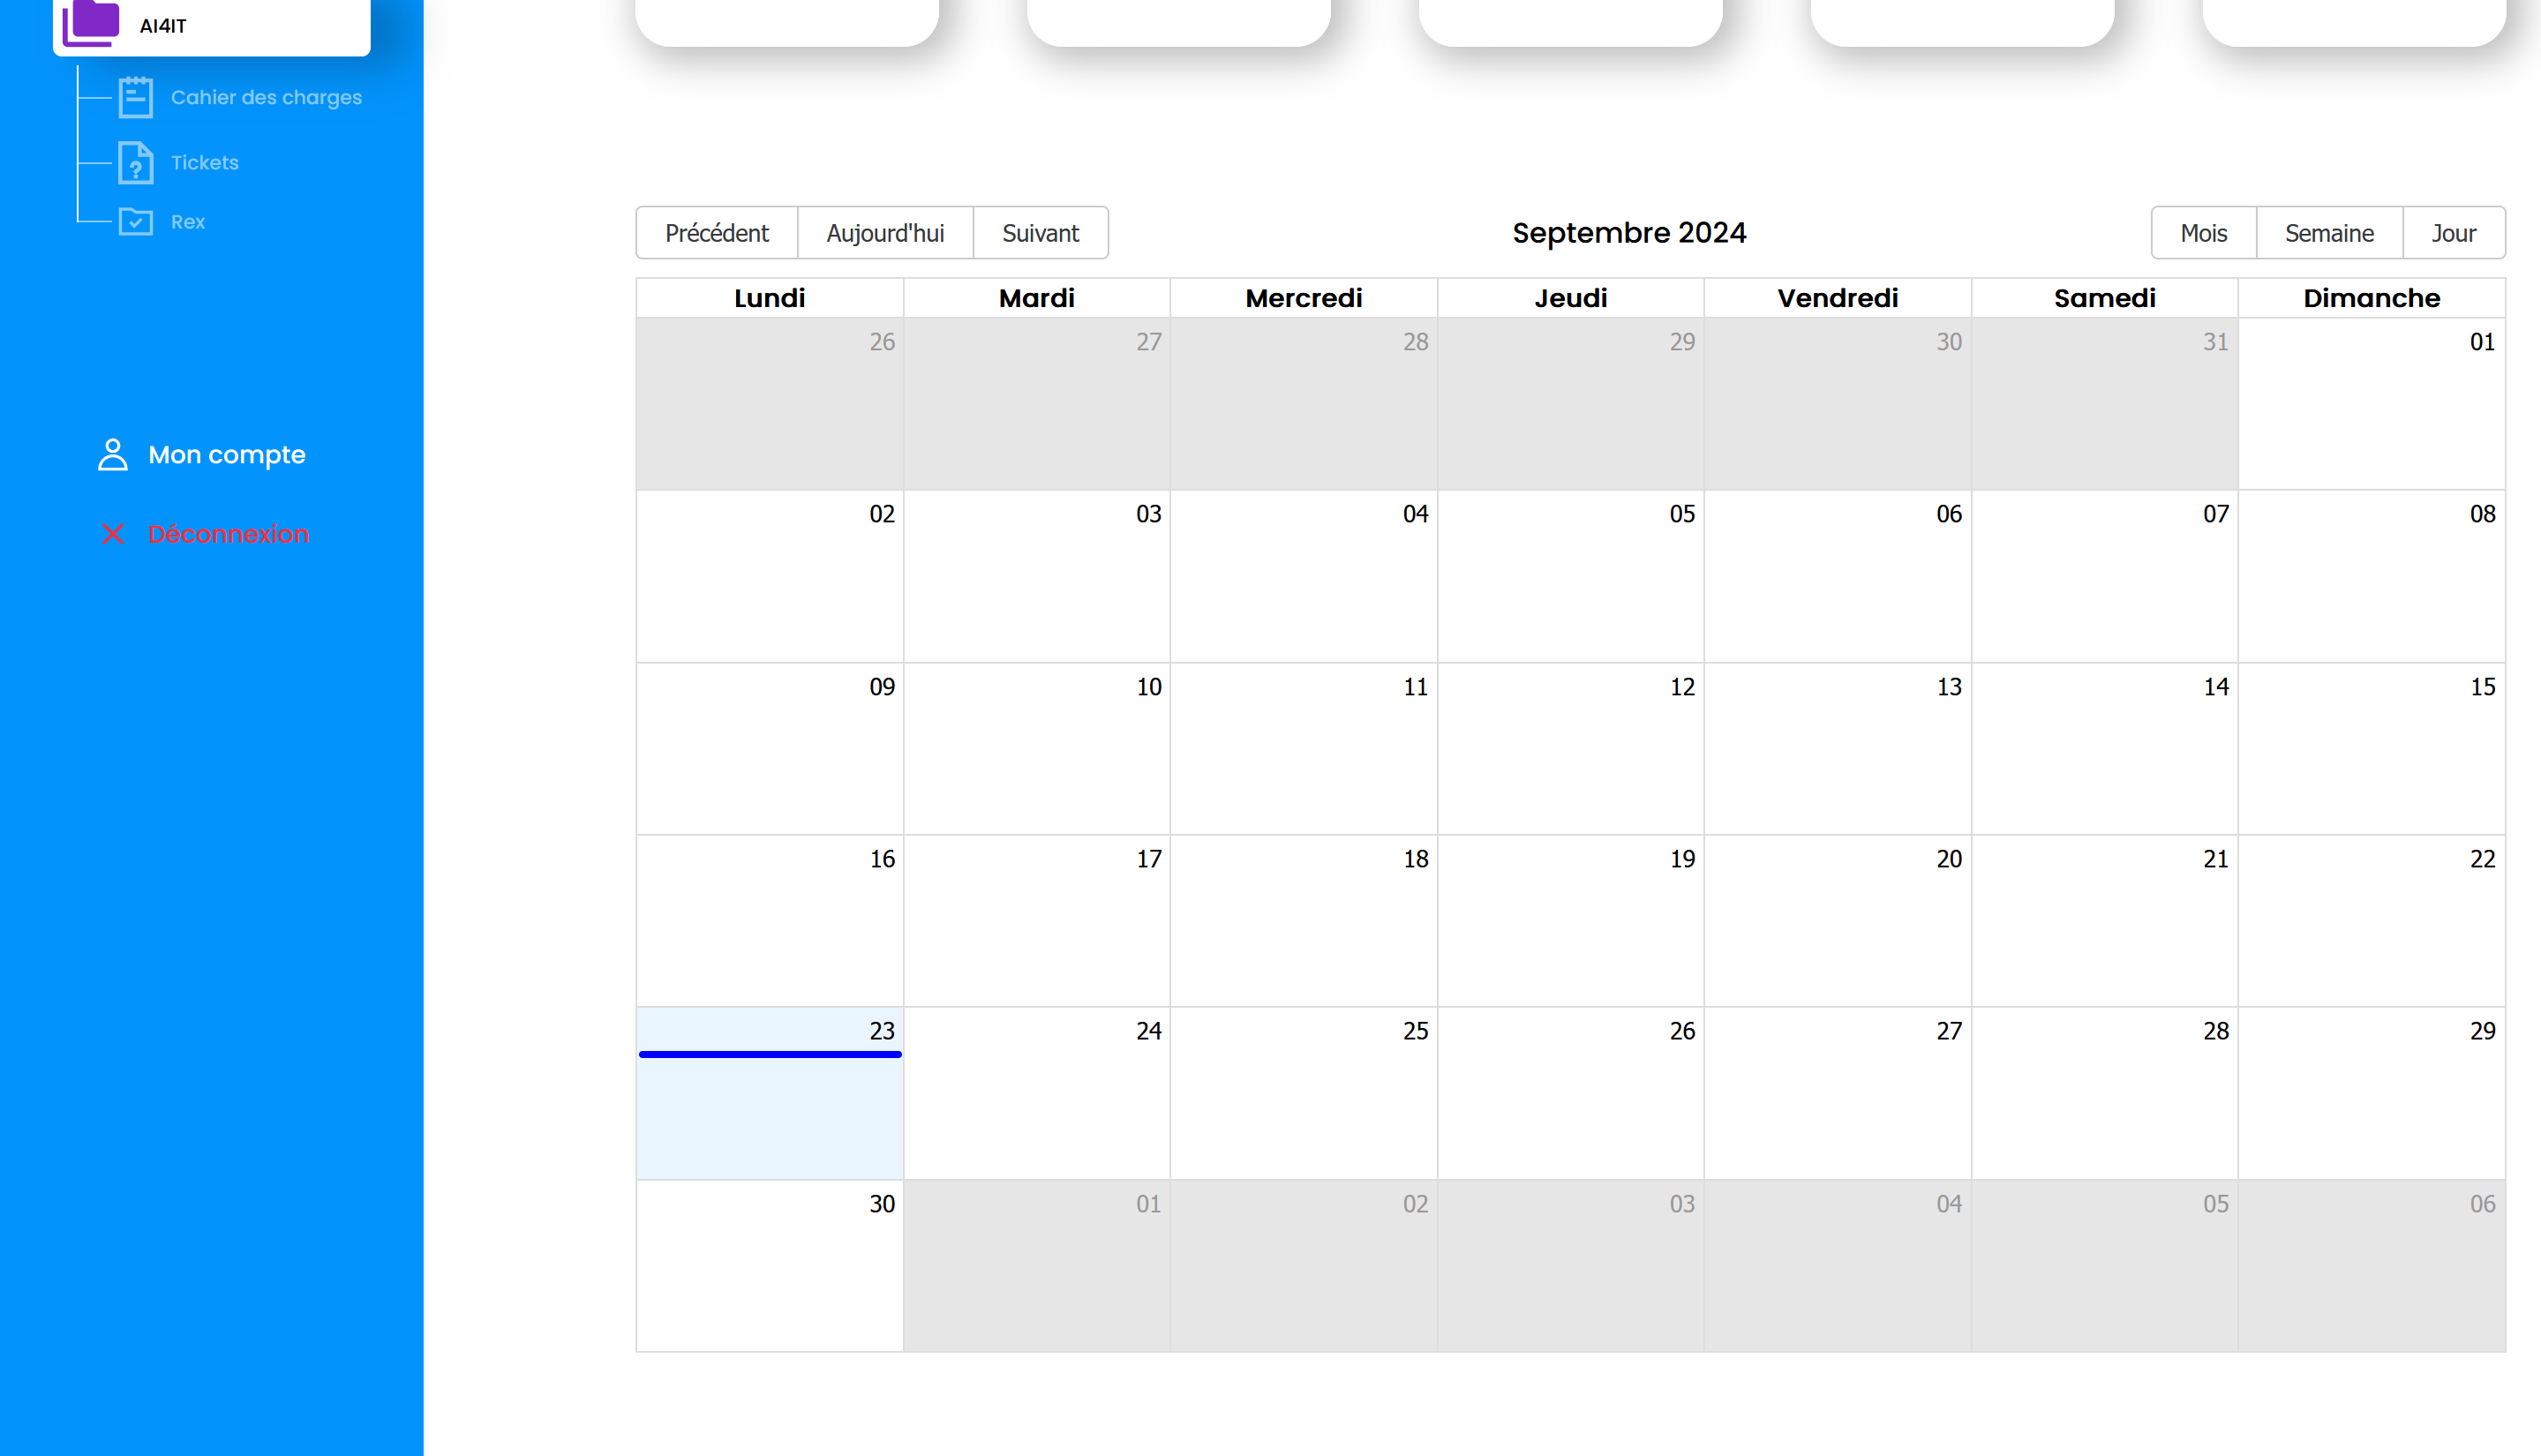 AI4IT
Cahier des charges
Tickets
Rex
Mon compte
Déconnexion
Précédent Aujourd'hui Suivant
Septembre 2024
Mois Semaine Jour
Lundi Mardi Mercredi Jeudi Vendredi Samedi Dimanche
26 27 28 29 30 31 01
02 03 04 05 06 07 08
09 10 11 12 13 14 15
16 17 18 19 20 21 22
23 24 25 26 27 28 29
30 01 02 03 04 05 06